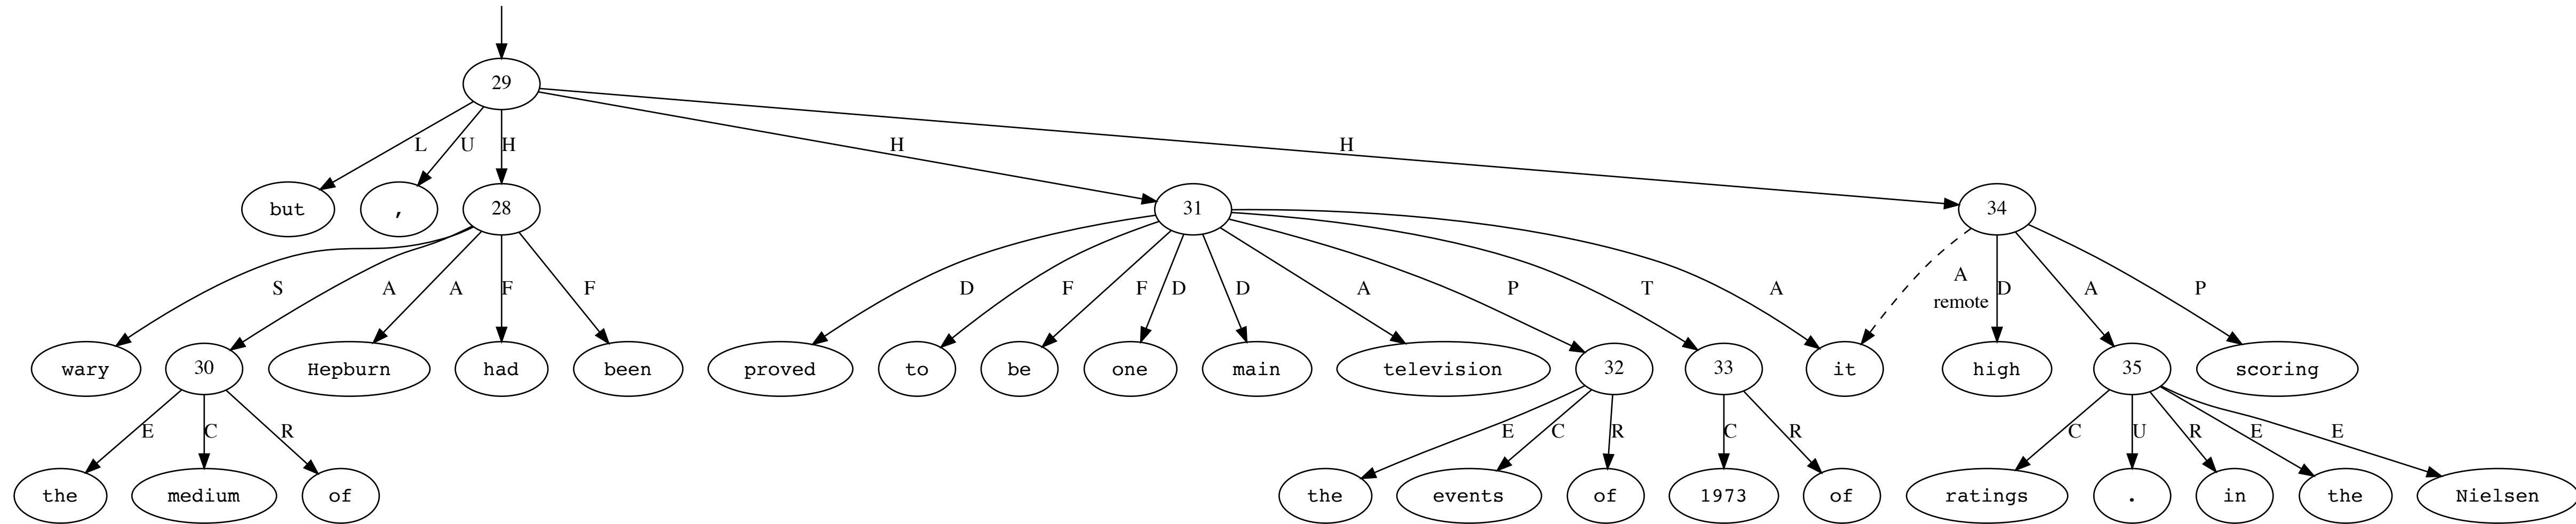 29
L U H H H
but , 28 31 34
S A A F F D F F D D A P T A A remote D A P
wary 30 Hepburn had been proved to be one main television 32 33 it high 35 scoring
E C R E C R C R C U R E E
the medium of the events of 1973 of ratings . in the Nielsen